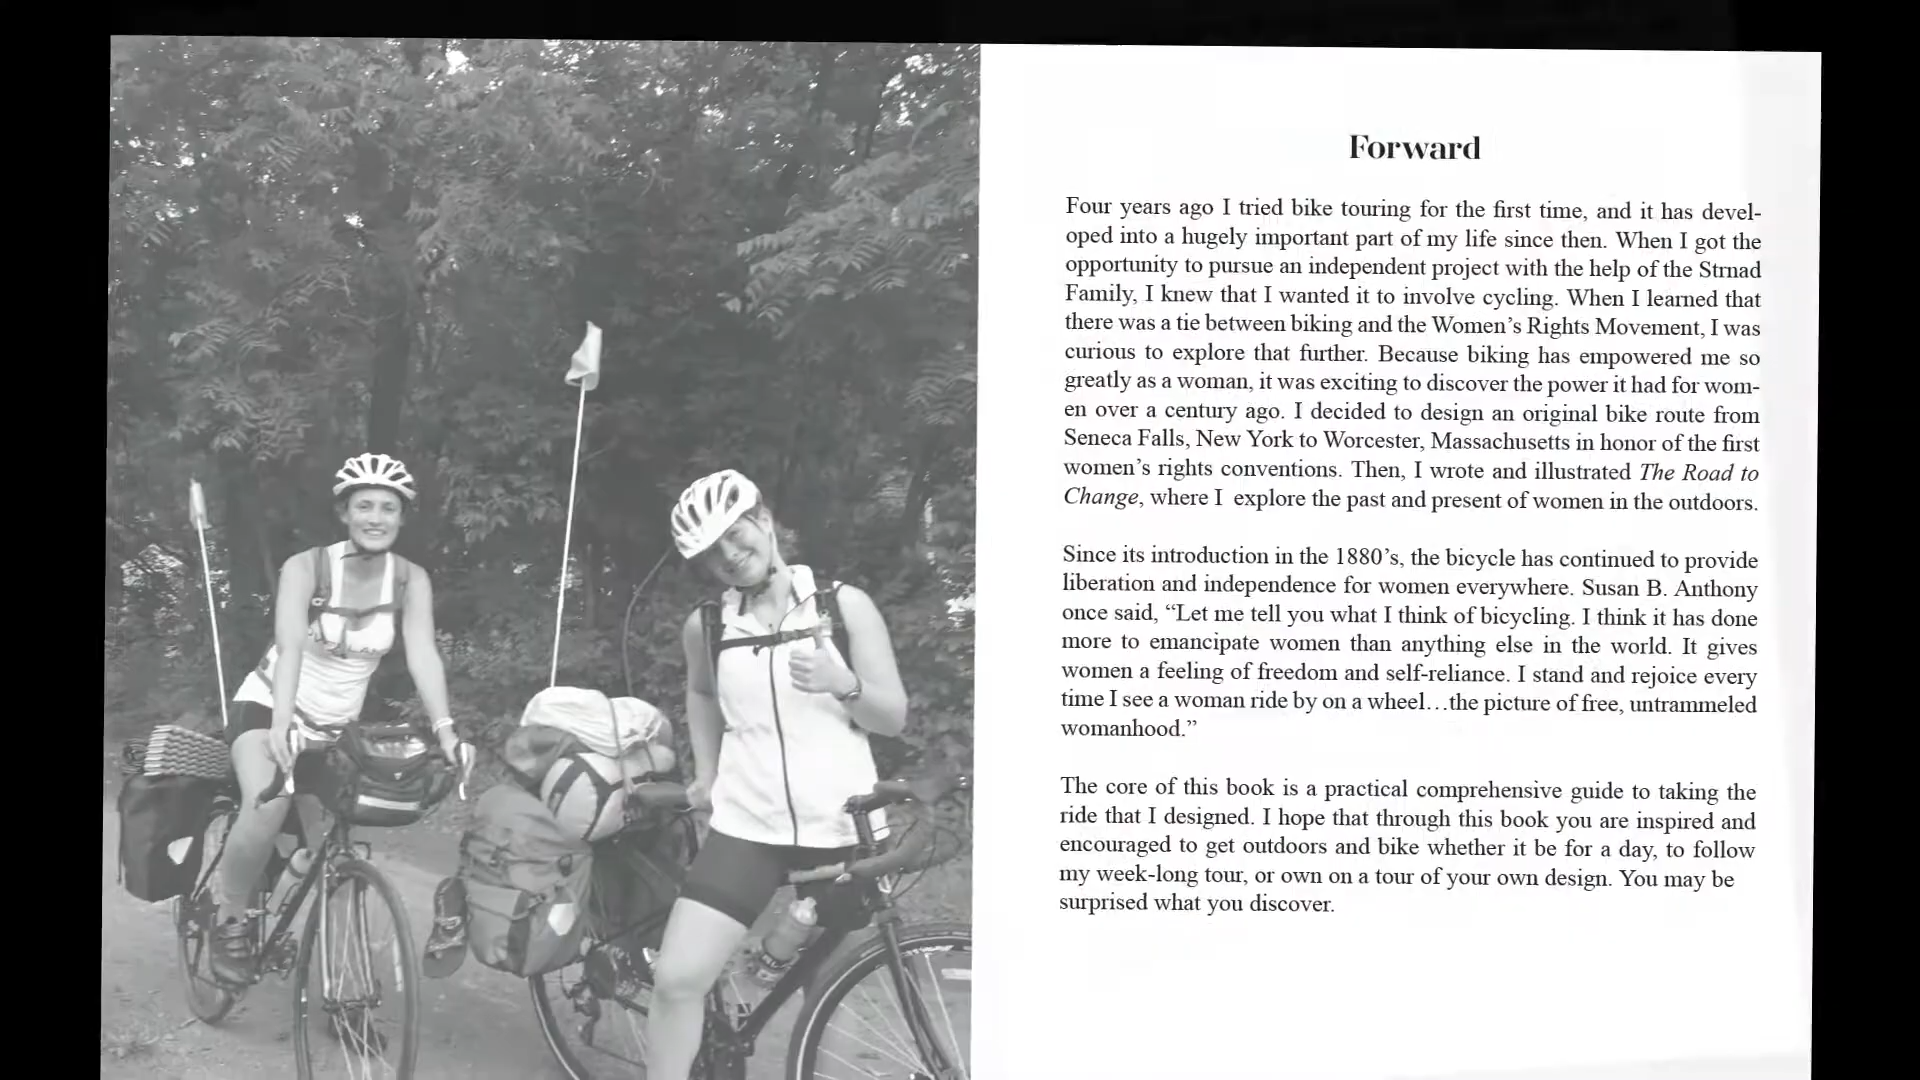 Forward
Four years ago I tried bike touring for the first time, and it has devel-
oped into a hugely important part of my life since then. When I got the
opportunity to pursue an independent project with the help of the Strnad
Family, I knew that I wanted it to involve cycling. When I learned that
there was a tie between biking and the Women’s Rights Movement, I was
curious to explore that further. Because biking has empowered me so
greatly as a woman, it was exciting to discover the power it had for wom-
en over a century ago. I decided to design an original bike route from
Seneca Falls, New York to Worcester, Massachusetts in honor of the first
women’s rights conventions. Then, I wrote and illustrated The Road to
Change, where I explore the past and present of women in the outdoors.
Since its introduction in the 1880’s, the bicycle has continued to provide
liberation and independence for women everywhere. Susan B. Anthony
once said, “Let me tell you what I think of bicycling. I think it has done
more to emancipate women than anything else in the world. It gives
women a feeling of freedom and self-reliance. I stand and rejoice every
time I see a woman ride by on a wheel…the picture of free, untrammeled
womanhood.”
The core of this book is a practical comprehensive guide to taking the
ride that I designed. I hope that through this book you are inspired and
encouraged to get outdoors and bike whether it be for a day, to follow
my week-long tour, or own on a tour of your own design. You may be
surprised what you discover.